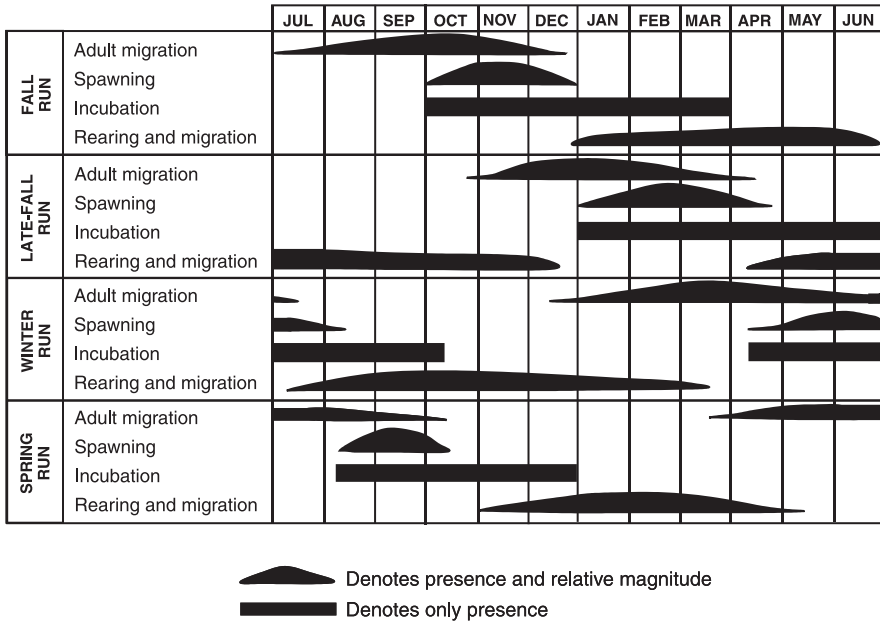 JUL AUG SEP OCT NOV DEC JAN FEB MAR APR MAY JUN
FALL RUN
Adult migration
Spawning
Incubation
Rearing and migration
LATE-FALL RUN
Adult migration
Spawning
Incubation
Rearing and migration
WINTER RUN
Adult migration
Spawning
Incubation
Rearing and migration
SPRING RUN
Adult migration
Spawning
Incubation
Rearing and migration
Denotes presence and relative magnitude
Denotes only presence